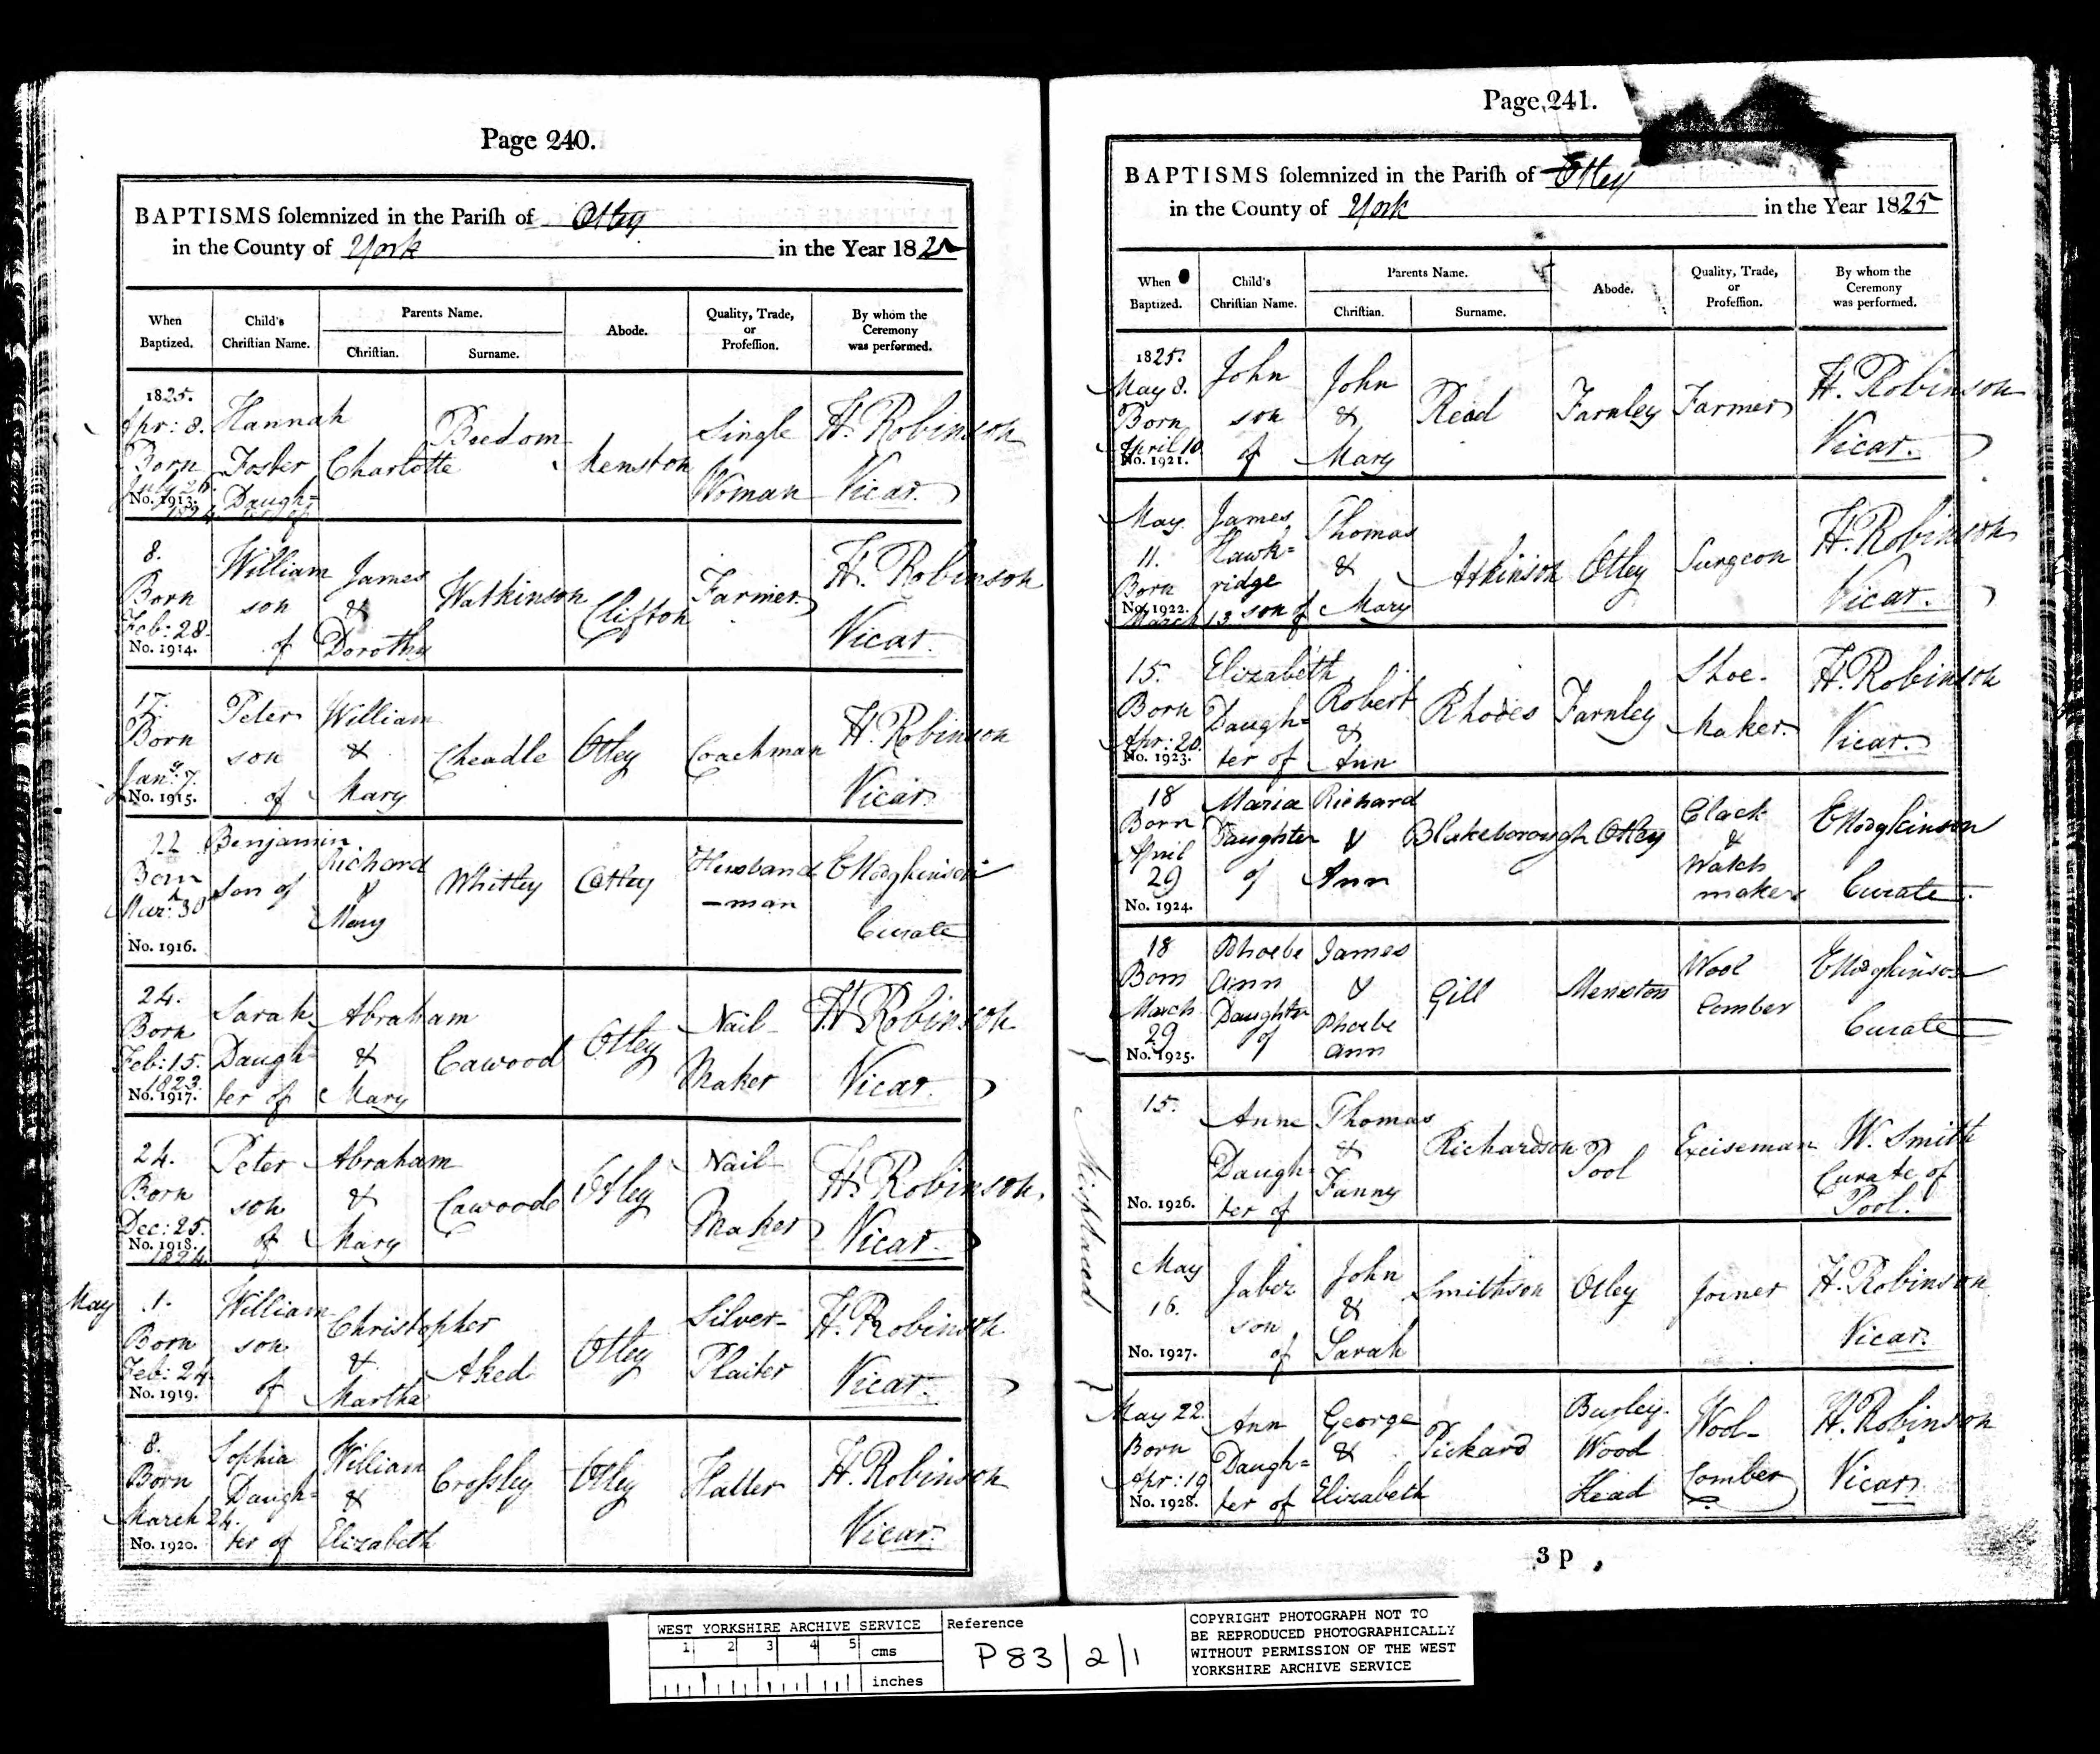 Page 240.
BAPTISMS solemnized in the Parish of Otley
in the County of York in the Year 1825
When Baptized.
Child's Christian Name.
Parents Name.
Christian.
Surname.
Abode.
Quality, Trade, or Profession.
By whom the Ceremony was performed.
1825. Apr: 8. Born July 26. 1824 No. 1913.
Hannah Foster Daugh=
Charlotte
Beedom
Menston
Single Woman
H. Robinson Vicar.
8. Born Feb: 28. No. 1914.
William son of
James & Dorothy
Watkinson
Clifton
Farmer.
H. Robinson Vicar.
17. Born Jany. 7. No. 1915.
Peter son of
William & Mary
Cheadle
Otley
Coachman
H. Robinson Vicar.
22 Born Mar: 30 No. 1916.
Benjamin son of
Richard & Mary
Whitley
Otley
Husband -man
E Hodgkinson Curate
24. Born Feb: 15. 1823. No. 1917.
Sarah Daugh= ter of
Abraham & Mary
Cawood
Otley
Nail- Maker
H. Robinson Vicar.
24. Born Dec: 25. No. 1918. 1824.
Peter son of
Abraham & Mary
Cawood
Otley
Nail- Maker
H. Robinson. Vicar.
May 1. Born Feb: 24. No. 1919.
William son of
Christopher & Martha
Aked
Otley
Silver- Plaiter
H. Robinson Vicar.
8. Born March 24. No. 1920.
Sophia Daugh= ter of
William & Elizabeth
Crossley
Otley
Hatter
H. Robinson Vicar.
Page 241.
BAPTISMS solemnized in the Parish of Otley
in the County of York in the Year 1825
When Baptized.
Child's Christian Name.
Parents Name.
Christian.
Surname.
Abode.
Quality, Trade, or Profession.
By whom the Ceremony was performed.
1825. May 8. Born April 10 No. 1921.
John son of
John & Mary
Read
Farnley
Farmer
H. Robinson Vicar.
May 11. Born No. 1922. March 13
James Hawk= ridge son of
Thomas & Mary
Atkinson
Otley
Surgeon
H. Robinson Vicar.
15. Born Apr: 20. No. 1923.
Elizabeth Daugh= ter of
Robert & Ann
Rhodes
Farnley
Shoe- Maker.
H. Robinson Vicar.
18 Born April 29 No. 1924.
Maria Daughter of
Richard & Ann
Blakeborough
Otley
Clock & Watch maker
E Hodgkinson Curate.
18 Born March 29 No. 1925.
Phoebe Ann Daughter of
James & Phoebe Ann
Gill
Menston
Wool Comber
E Hodgkinson Curate
Misplaced
15. No. 1926.
Anne Daugh= ter of
Thomas & Fanny
Richardson
Pool
Exciseman
W. Smith Curate of Pool.
May 16. No. 1927.
Jabez son of
John & Sarah
Smithson
Otley
Joiner
H. Robinson Vicar.
May 22. Born Apr: 19 No. 1928.
Ann Daugh= ter of
George & Elizabeth
Pickard
Burley Wood Head
Wool- Comber
H. Robinson Vicar.
3 P
WEST YORKSHIRE ARCHIVE SERVICE
1 2 3 4 5 cms
inches
Reference
P83/2/1
COPYRIGHT PHOTOGRAPH NOT TO
BE REPRODUCED PHOTOGRAPHICALLY
WITHOUT PERMISSION OF THE WEST
YORKSHIRE ARCHIVE SERVICE